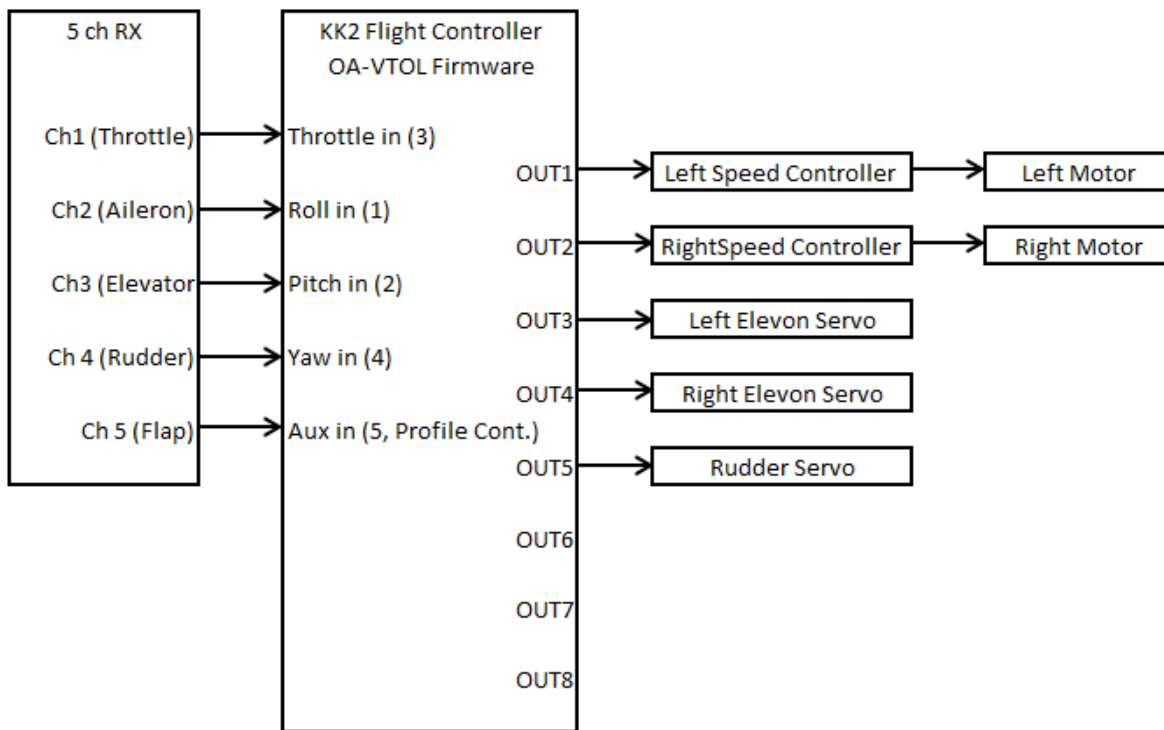 5 ch RX
Ch1 (Throttle)
Ch2 (Aileron)
Ch3 (Elevator
Ch 4 (Rudder)
Ch 5 (Flap)
KK2 Flight Controller
OA-VTOL Firmware
Throttle in (3)
Roll in (1)
Pitch in (2)
Yaw in (4)
Aux in (5, Profile Cont.)
OUT1
OUT2
OUT3
OUT4
OUT5
OUT6
OUT7
OUT8
Left Speed Controller
RightSpeed Controller
Left Elevon Servo
Right Elevon Servo
Rudder Servo
Left Motor
Right Motor